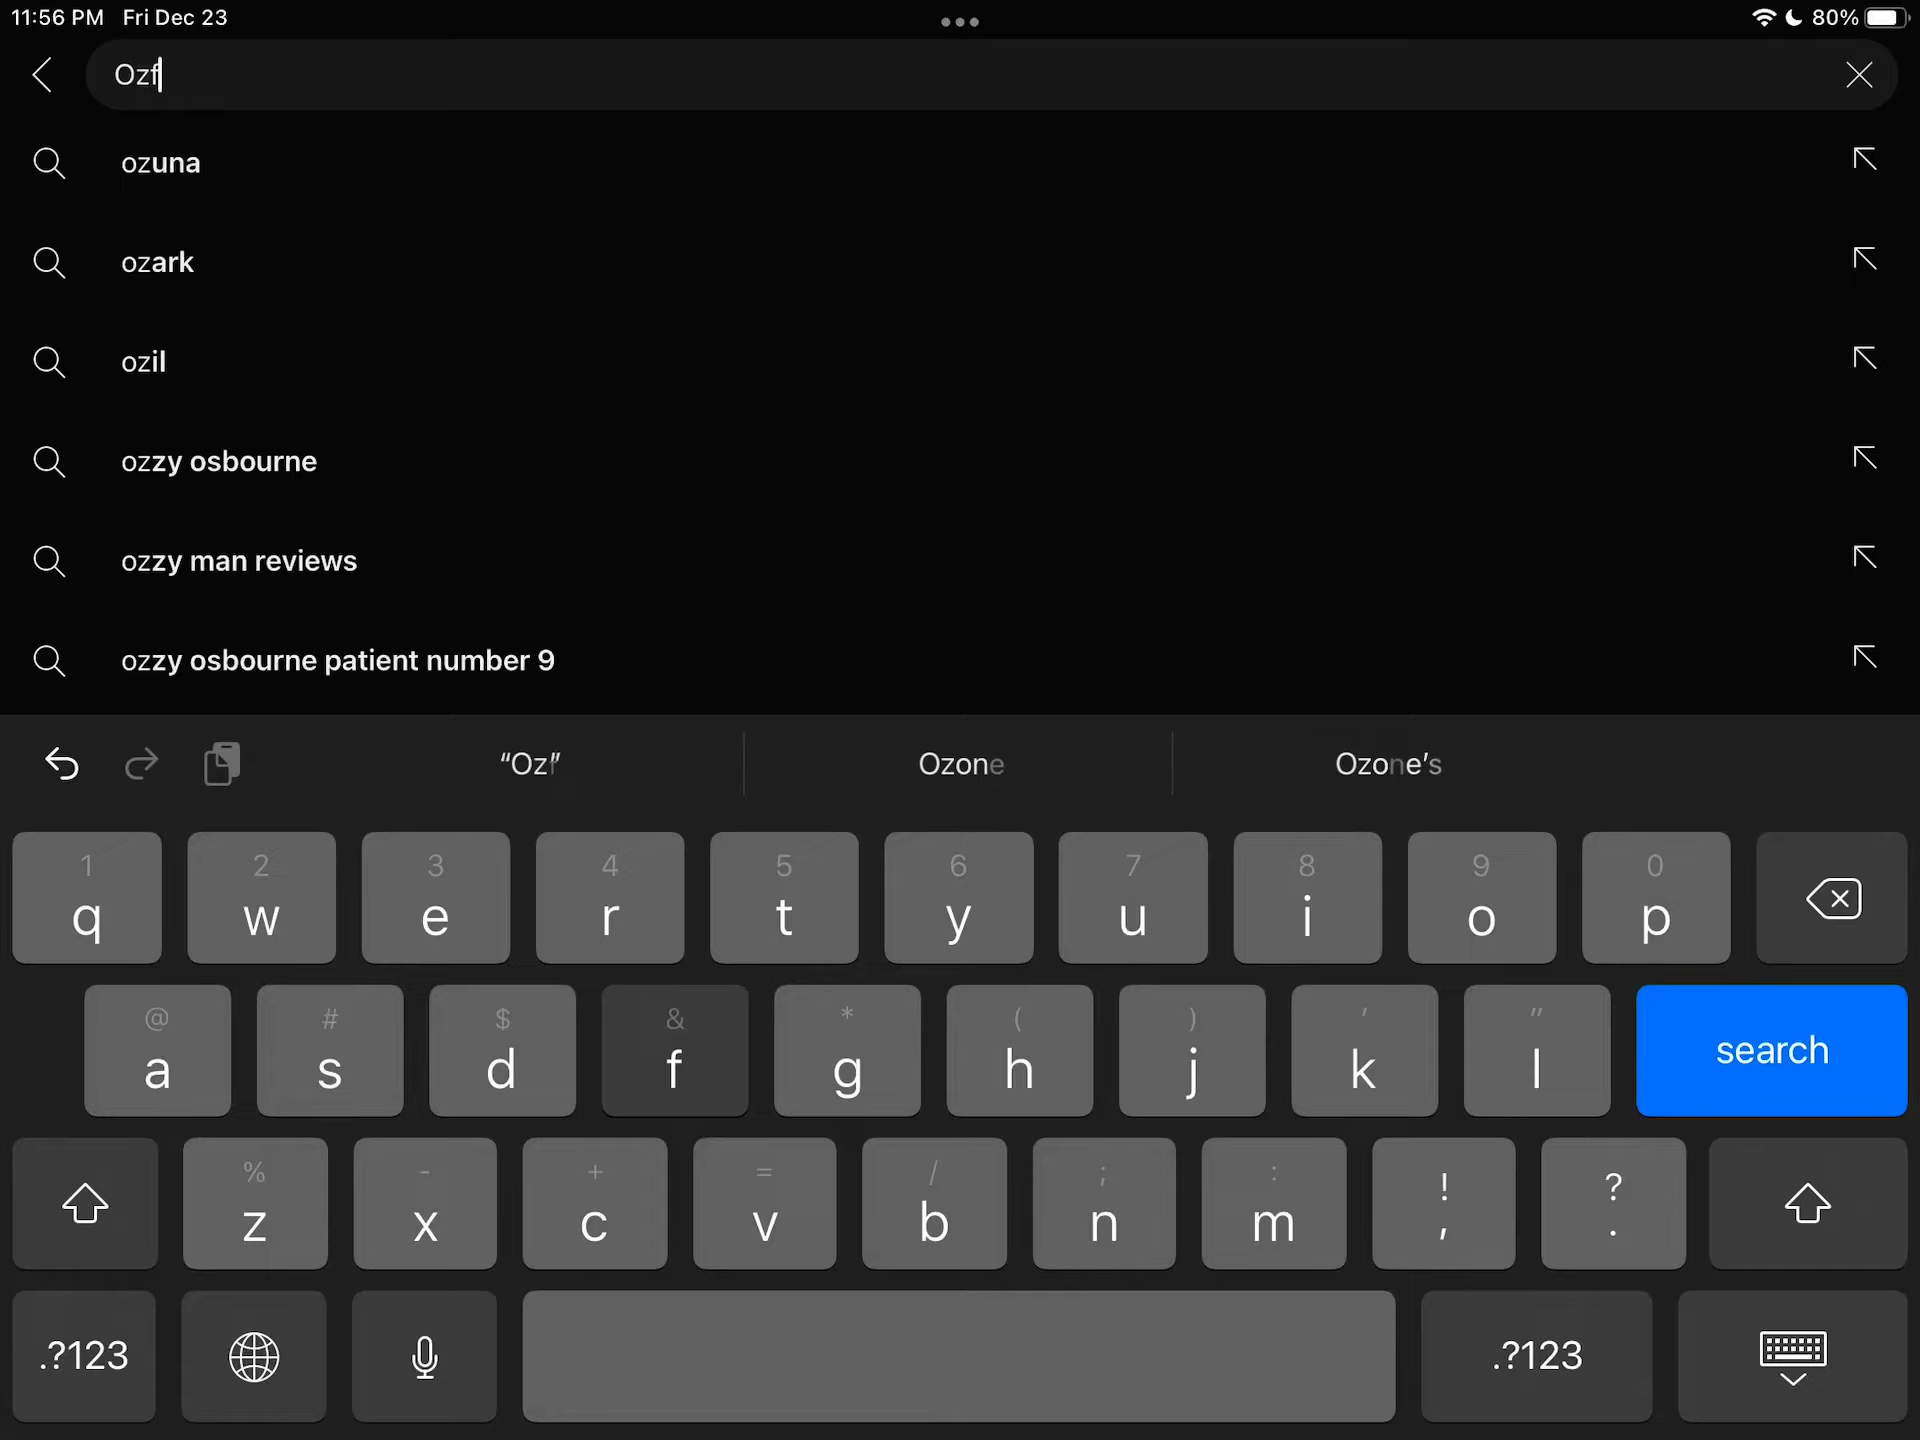 11:56 PM Fri Dec 23
80%
Ozf
ozuna
ozark
ozil
ozzy osbourne
ozzy man reviews
ozzy osbourne patient number 9
“Ozf” Ozone Ozone’s
1 2 3 4 5 6 7 8 9 0
q w e r t y u i o p
@ # $ & * ( ) ' "
a s d f g h j k l search
% - + = / ; : ! ?
z x c v b n m , .
.?123 .?123